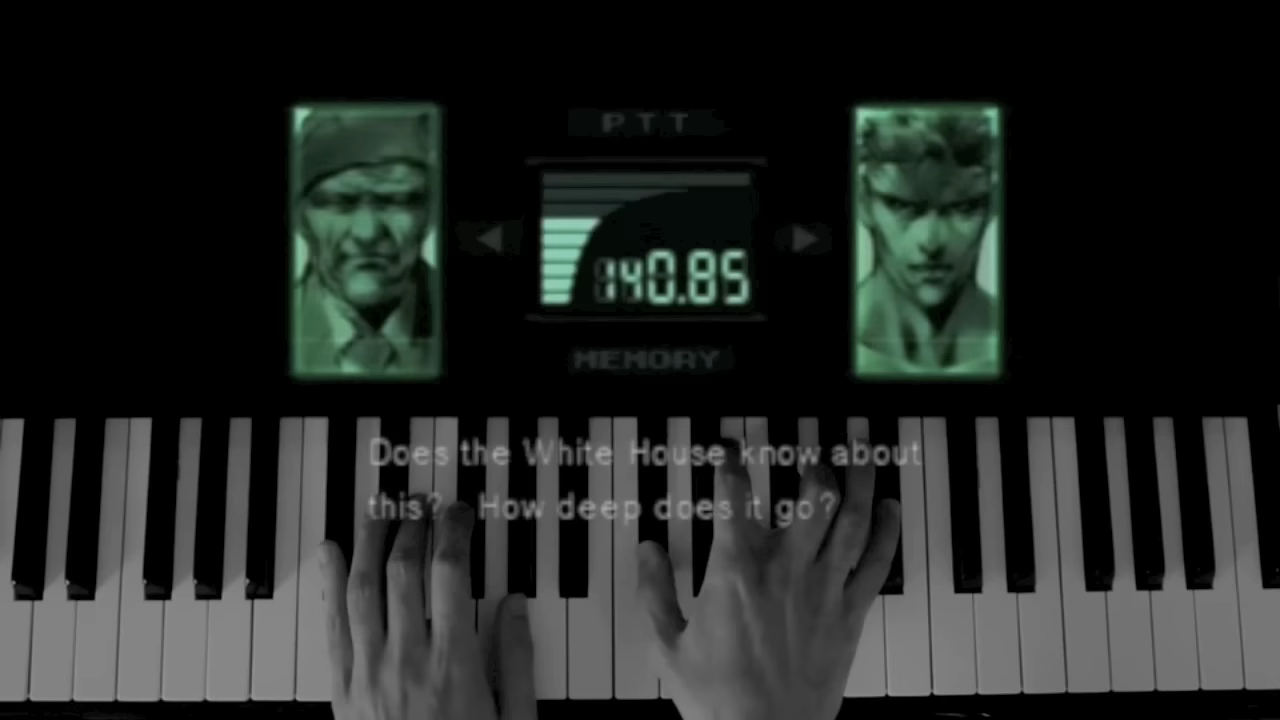 PTT
140.85
MEMORY
Does the White House know about
this? How deep does it go?